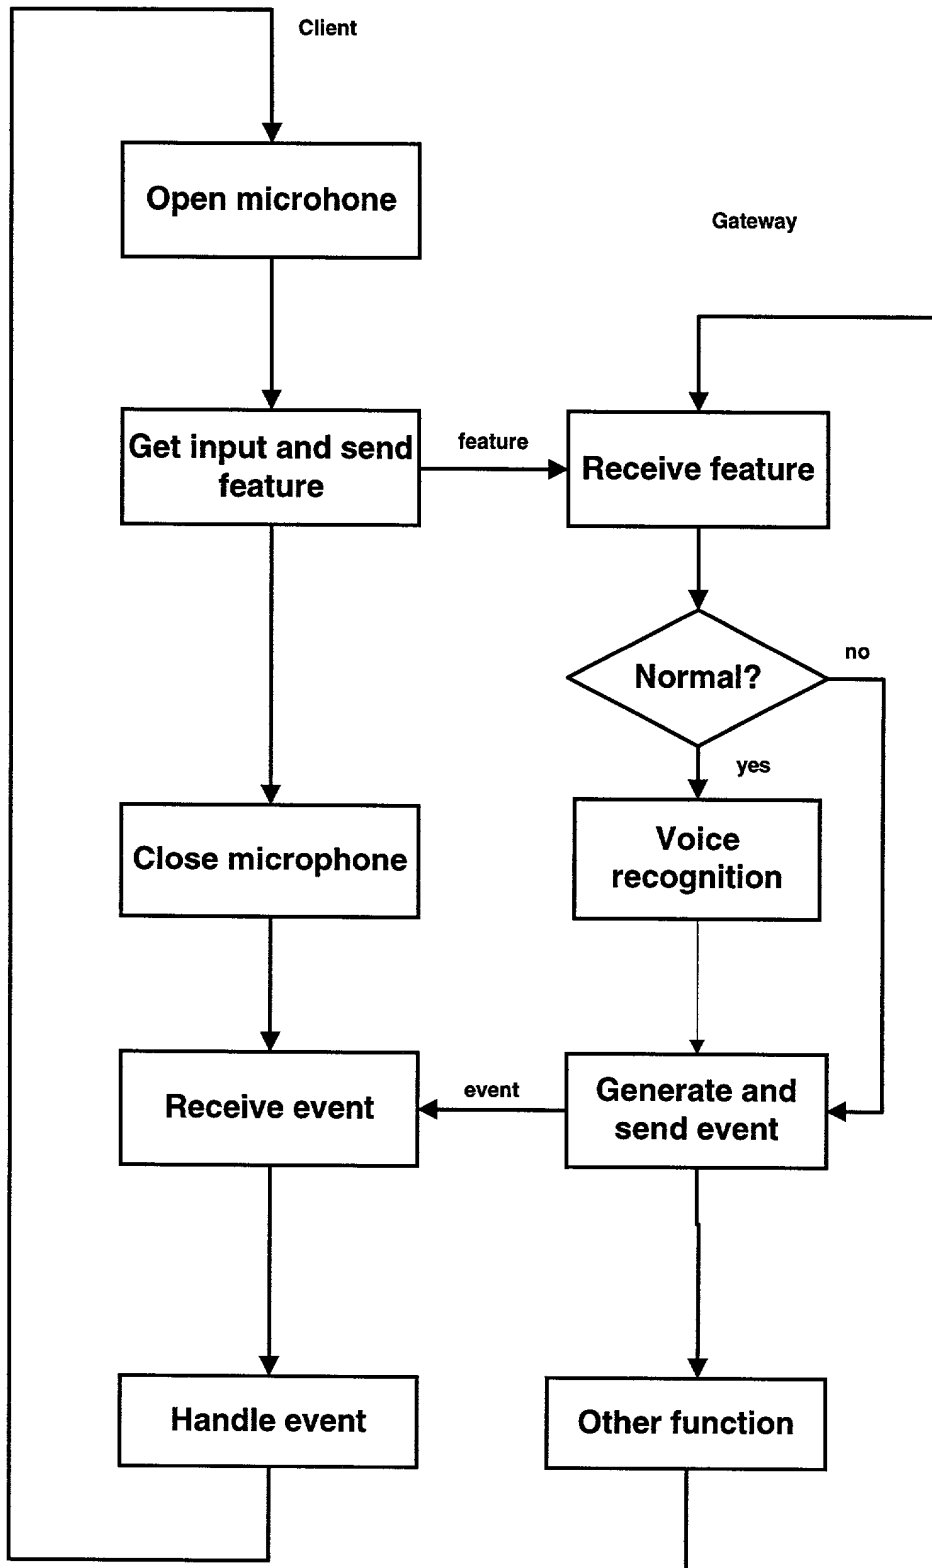 Client
Open microhone
Gateway
Get input and send
feature
feature
Receive feature
Normal?
no
yes
Voice
recognition
Close microphone
Receive event
event
Generate and
send event
Handle event
Other function